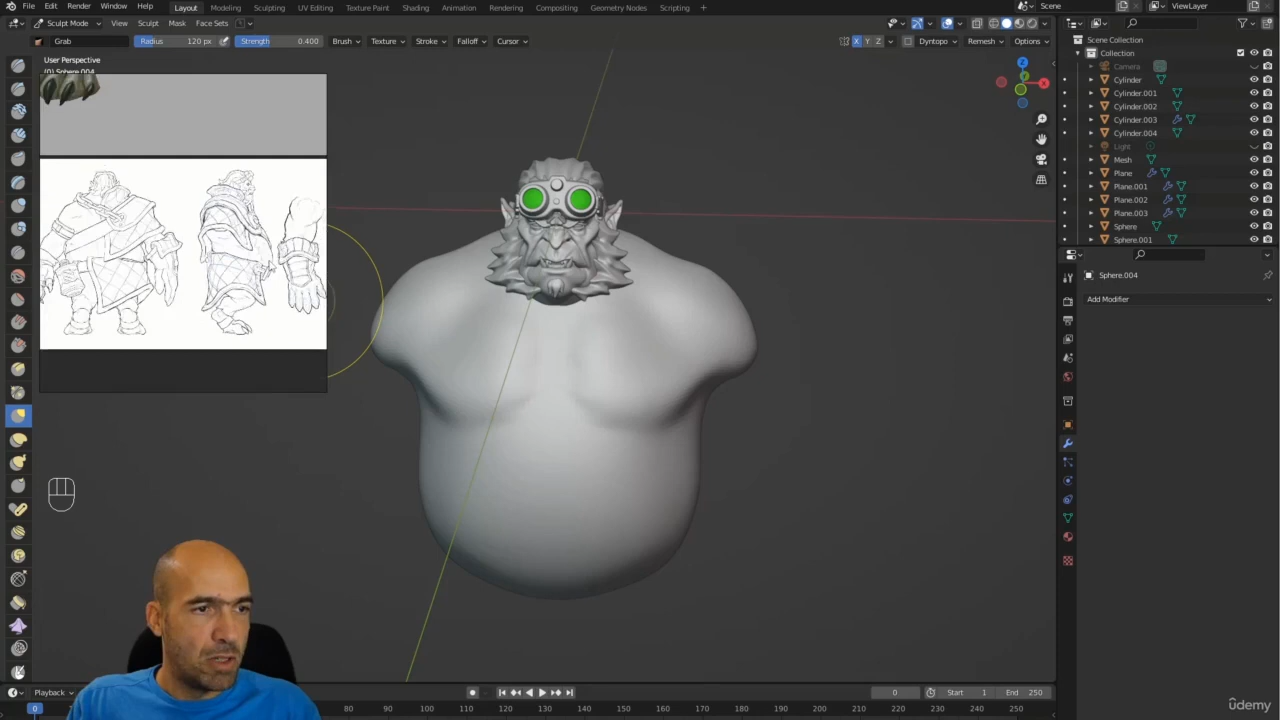 File Edit Render Window Help Layout Modeling Sculpting UV Editing Texture Paint Shading Animation Rendering Compositing Geometry Nodes Scripting + Scene ViewLayer
Sculpt Mode View Sculpt Mask Face Sets
Grab Radius 120 px Strength 0.400 Brush Texture Stroke Falloff Cursor X Y Z Dyntopo Remesh Options
User Perspective
(0) Sphere.004
Scene Collection
Collection
Camera
Cylinder
Cylinder.001
Cylinder.002
Cylinder.003
Cylinder.004
Light
Mesh
Plane
Plane.001
Plane.002
Plane.003
Sphere
Sphere.001
Sphere.004
Add Modifier
Playback 0 Start 1 End 250
0 80 90 100 110 120 130 140 150 160 170 180 190 200 210 220 230 240 250
ûdemy